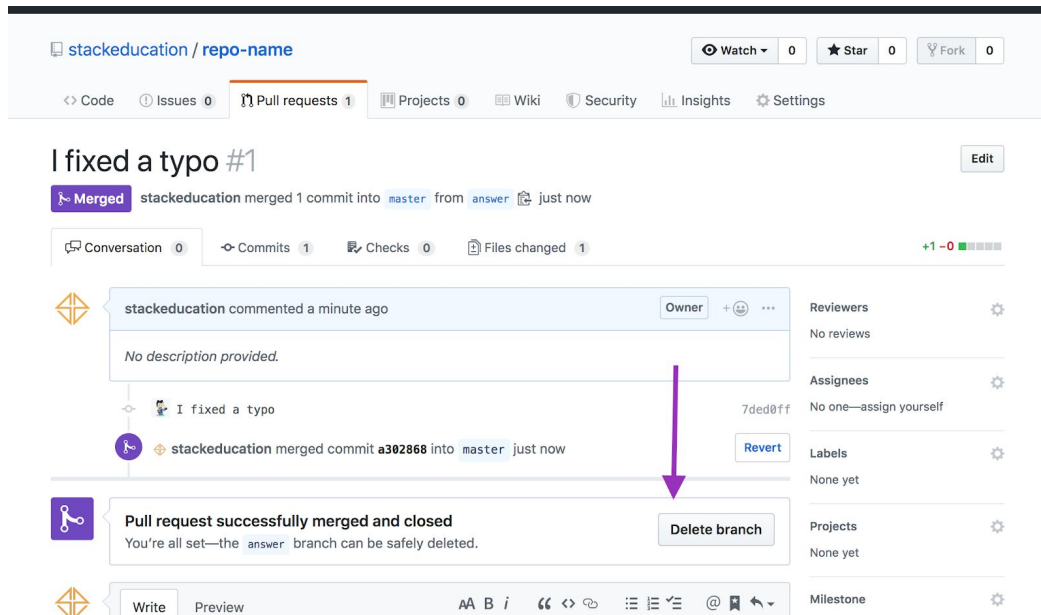 stackeducation / repo-name
Watch 0 Star 0 Fork 0
Code Issues 0 Pull requests 1 Projects 0 Wiki Security Insights Settings
I fixed a typo #1
Edit
Merged stackeducation merged 1 commit into master from answer just now
Conversation 0 Commits 1 Checks 0 Files changed 1 +1 −0
stackeducation commented a minute ago Owner
No description provided.
I fixed a typo 7ded0ff
stackeducation merged commit a302868 into master just now Revert
Pull request successfully merged and closed
You're all set—the answer branch can be safely deleted.
Delete branch
Write Preview AA B i
Reviewers
No reviews
Assignees
No one—assign yourself
Labels
None yet
Projects
None yet
Milestone